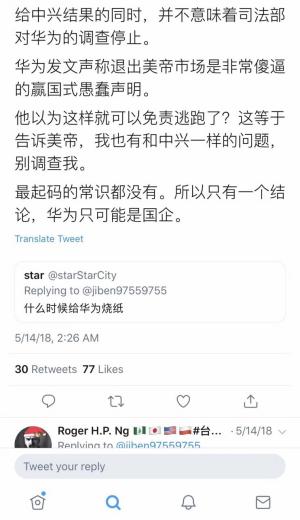 给中兴结果的同时，并不意味着司法部
对华为的调查停止。
华为发文声称退出美帝市场是非常傻逼
的赢国式愚蠢声明。
他以为这样就可以免责逃跑了？这等于
告诉美帝，我也有和中兴一样的问题，
别调查我。
最起码的常识都没有。所以只有一个结
论，华为只可能是国企。
Translate Tweet
star @starStarCity
Replying to @jiben97559755
什么时候给华为烧纸
5/14/18, 2:26 AM
30 Retweets 77 Likes
Roger H.P. Ng 🇳🇫🇯🇵🇺🇸🇵🇱#台... · 5/14/18
Replying to @jiben97559755
Tweet your reply